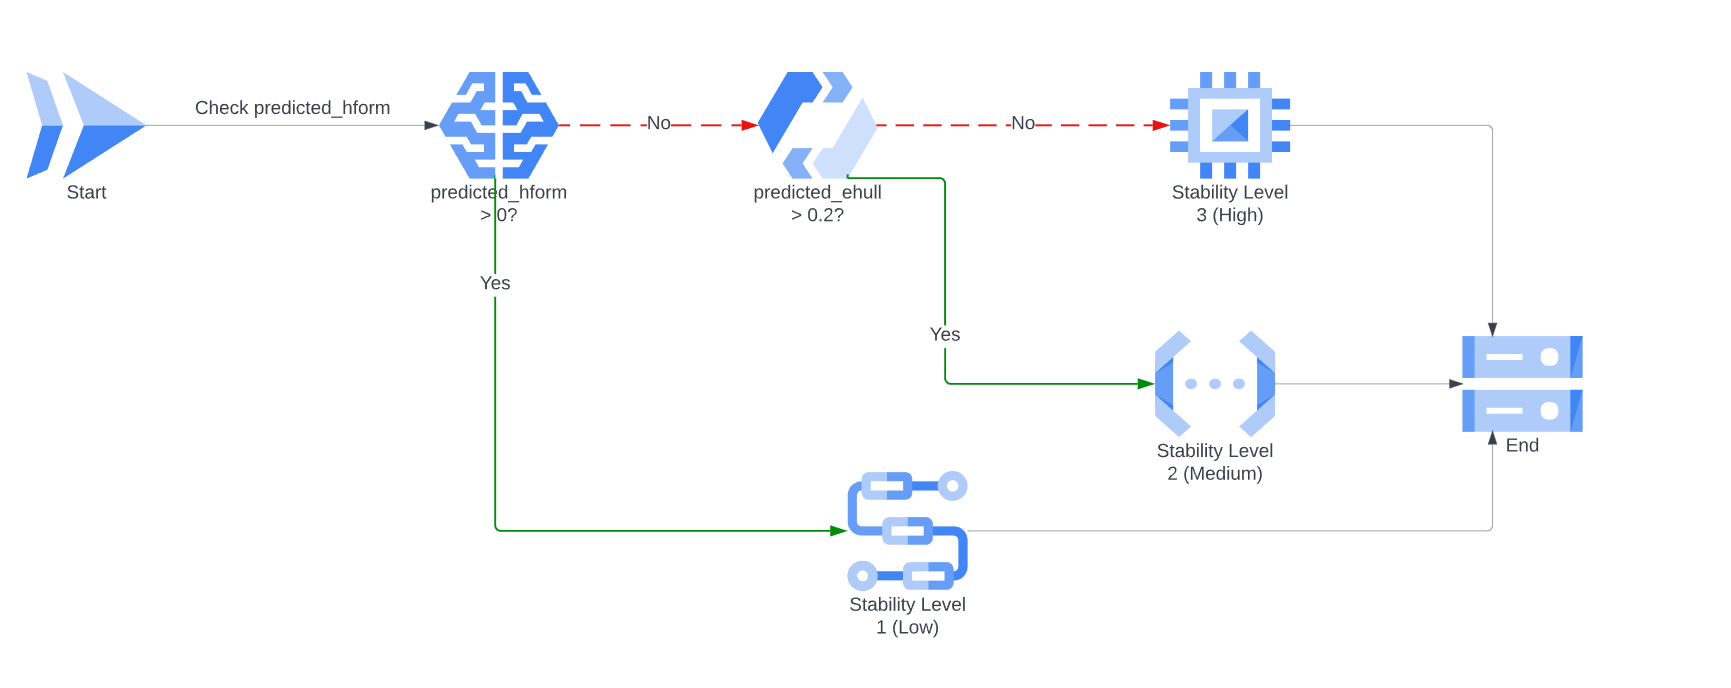 Check predicted_hform
No
No
Start
predicted_hform
> 0?
predicted_ehull
> 0.2?
Stability Level
3 (High)
Yes
Yes
Stability Level
2 (Medium)
End
Stability Level
1 (Low)